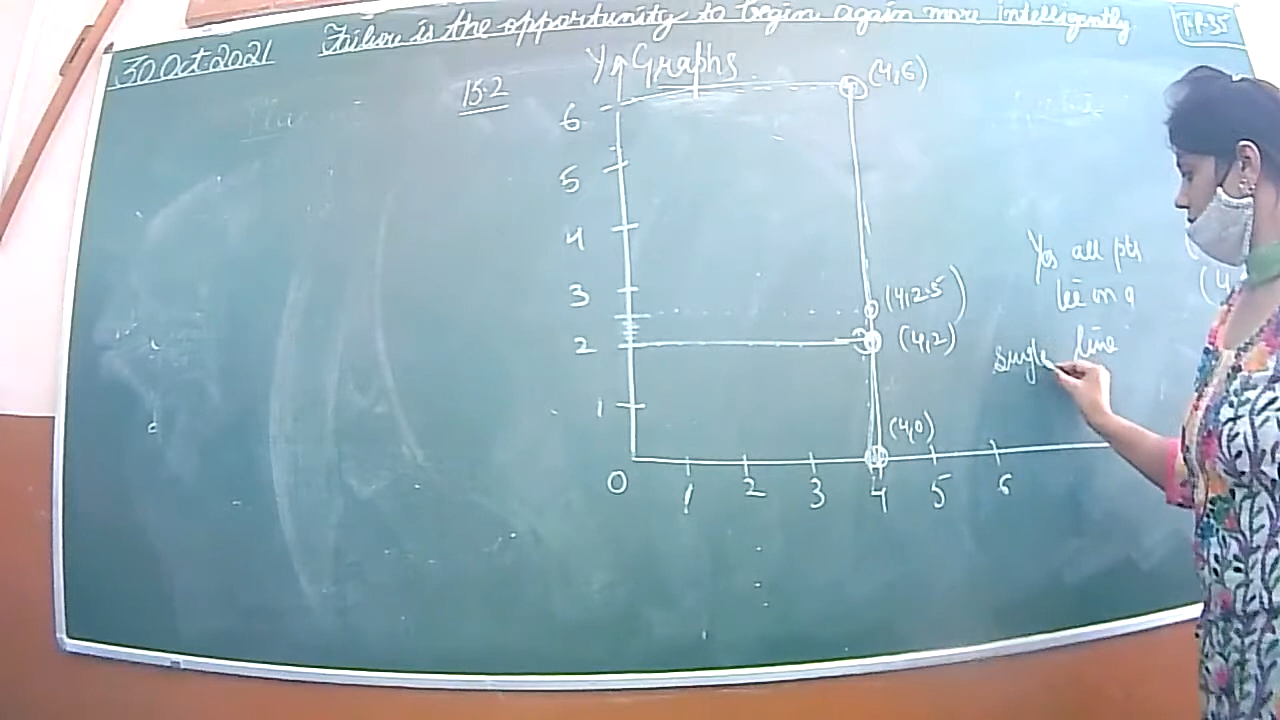 Failure is the opportunity to begin again more intelligently
30 Oct 2021
15.2
Y Graphs
(4,6)
6
5
4
3
(4,2.5)
2
(4,2)
1
(4,0)
0 1 2 3 4 5 6
Yes all pts
lie on a
single line
(4,